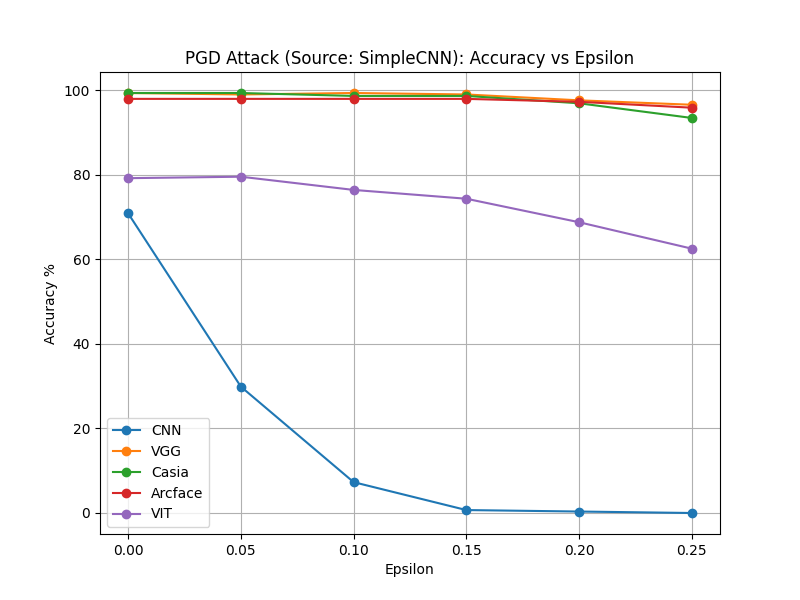 PGD Attack (Source: SimpleCNN): Accuracy vs Epsilon
Accuracy %
100
80
60
40
20
0
CNN
VGG
Casia
Arcface
VIT
0.00 0.05 0.10 0.15 0.20 0.25
Epsilon